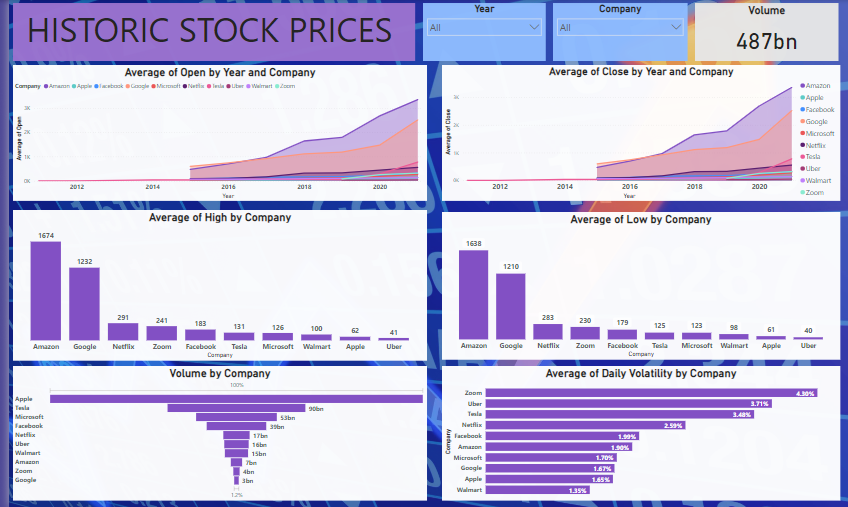 HISTORIC STOCK PRICES
Year
All
Company
All
Volume
487bn
Average of Open by Year and Company
Company Amazon Apple Facebook Google Microsoft Netflix Tesla Uber Walmart Zoom
Average of Open
3K
2K
1K
0K
2012 2014 2016 2018 2020
Year
Average of Close by Year and Company
Average of Close
0K
2012 2014 2016 2018 2020
Year
Amazon
Apple
Facebook
Google
Microsoft
Netflix
Tesla
Uber
Walmart
Zoom
Average of High by Company
1674 1232 291 241 183 131 126 100 62 41
Amazon Google Netflix Zoom Facebook Tesla Microsoft Walmart Apple Uber
Company
Average of Low by Company
1638 1210 283 230 179 125 123 98 61 40
Amazon Google Netflix Zoom Facebook Tesla Microsoft Walmart Apple Uber
Company
Volume by Company
100%
Apple
Tesla 90bn
Microsoft 53bn
Facebook 39bn
Netflix 17bn
Uber 16bn
Walmart 15bn
Amazon 7bn
Zoom 4bn
Google 3bn
1.2%
Average of Daily Volatility by Company
Company
Zoom 4.30%
Uber 3.71%
Tesla 3.48%
Netflix 2.59%
Facebook 1.99%
Amazon 1.90%
Microsoft 1.70%
Google 1.67%
Apple 1.65%
Walmart 1.35%